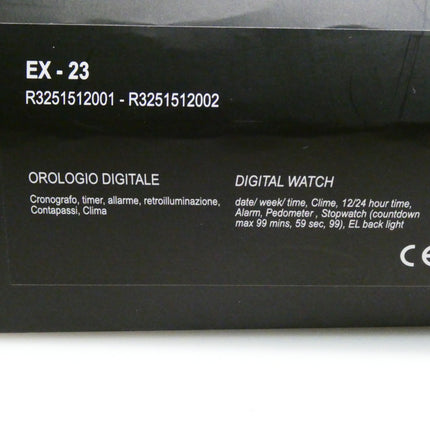 EX - 23
R3251512001 - R3251512002
OROLOGIO DIGITALE
Cronografo, timer, allarme, retroilluminazione,
Contapassi, Clima
DIGITAL WATCH
date/ week/ time, Clime, 12/24 hour time,
Alarm, Pedometer , Stopwatch (countdown
max 99 mins, 59 sec, 99), EL back light
CE